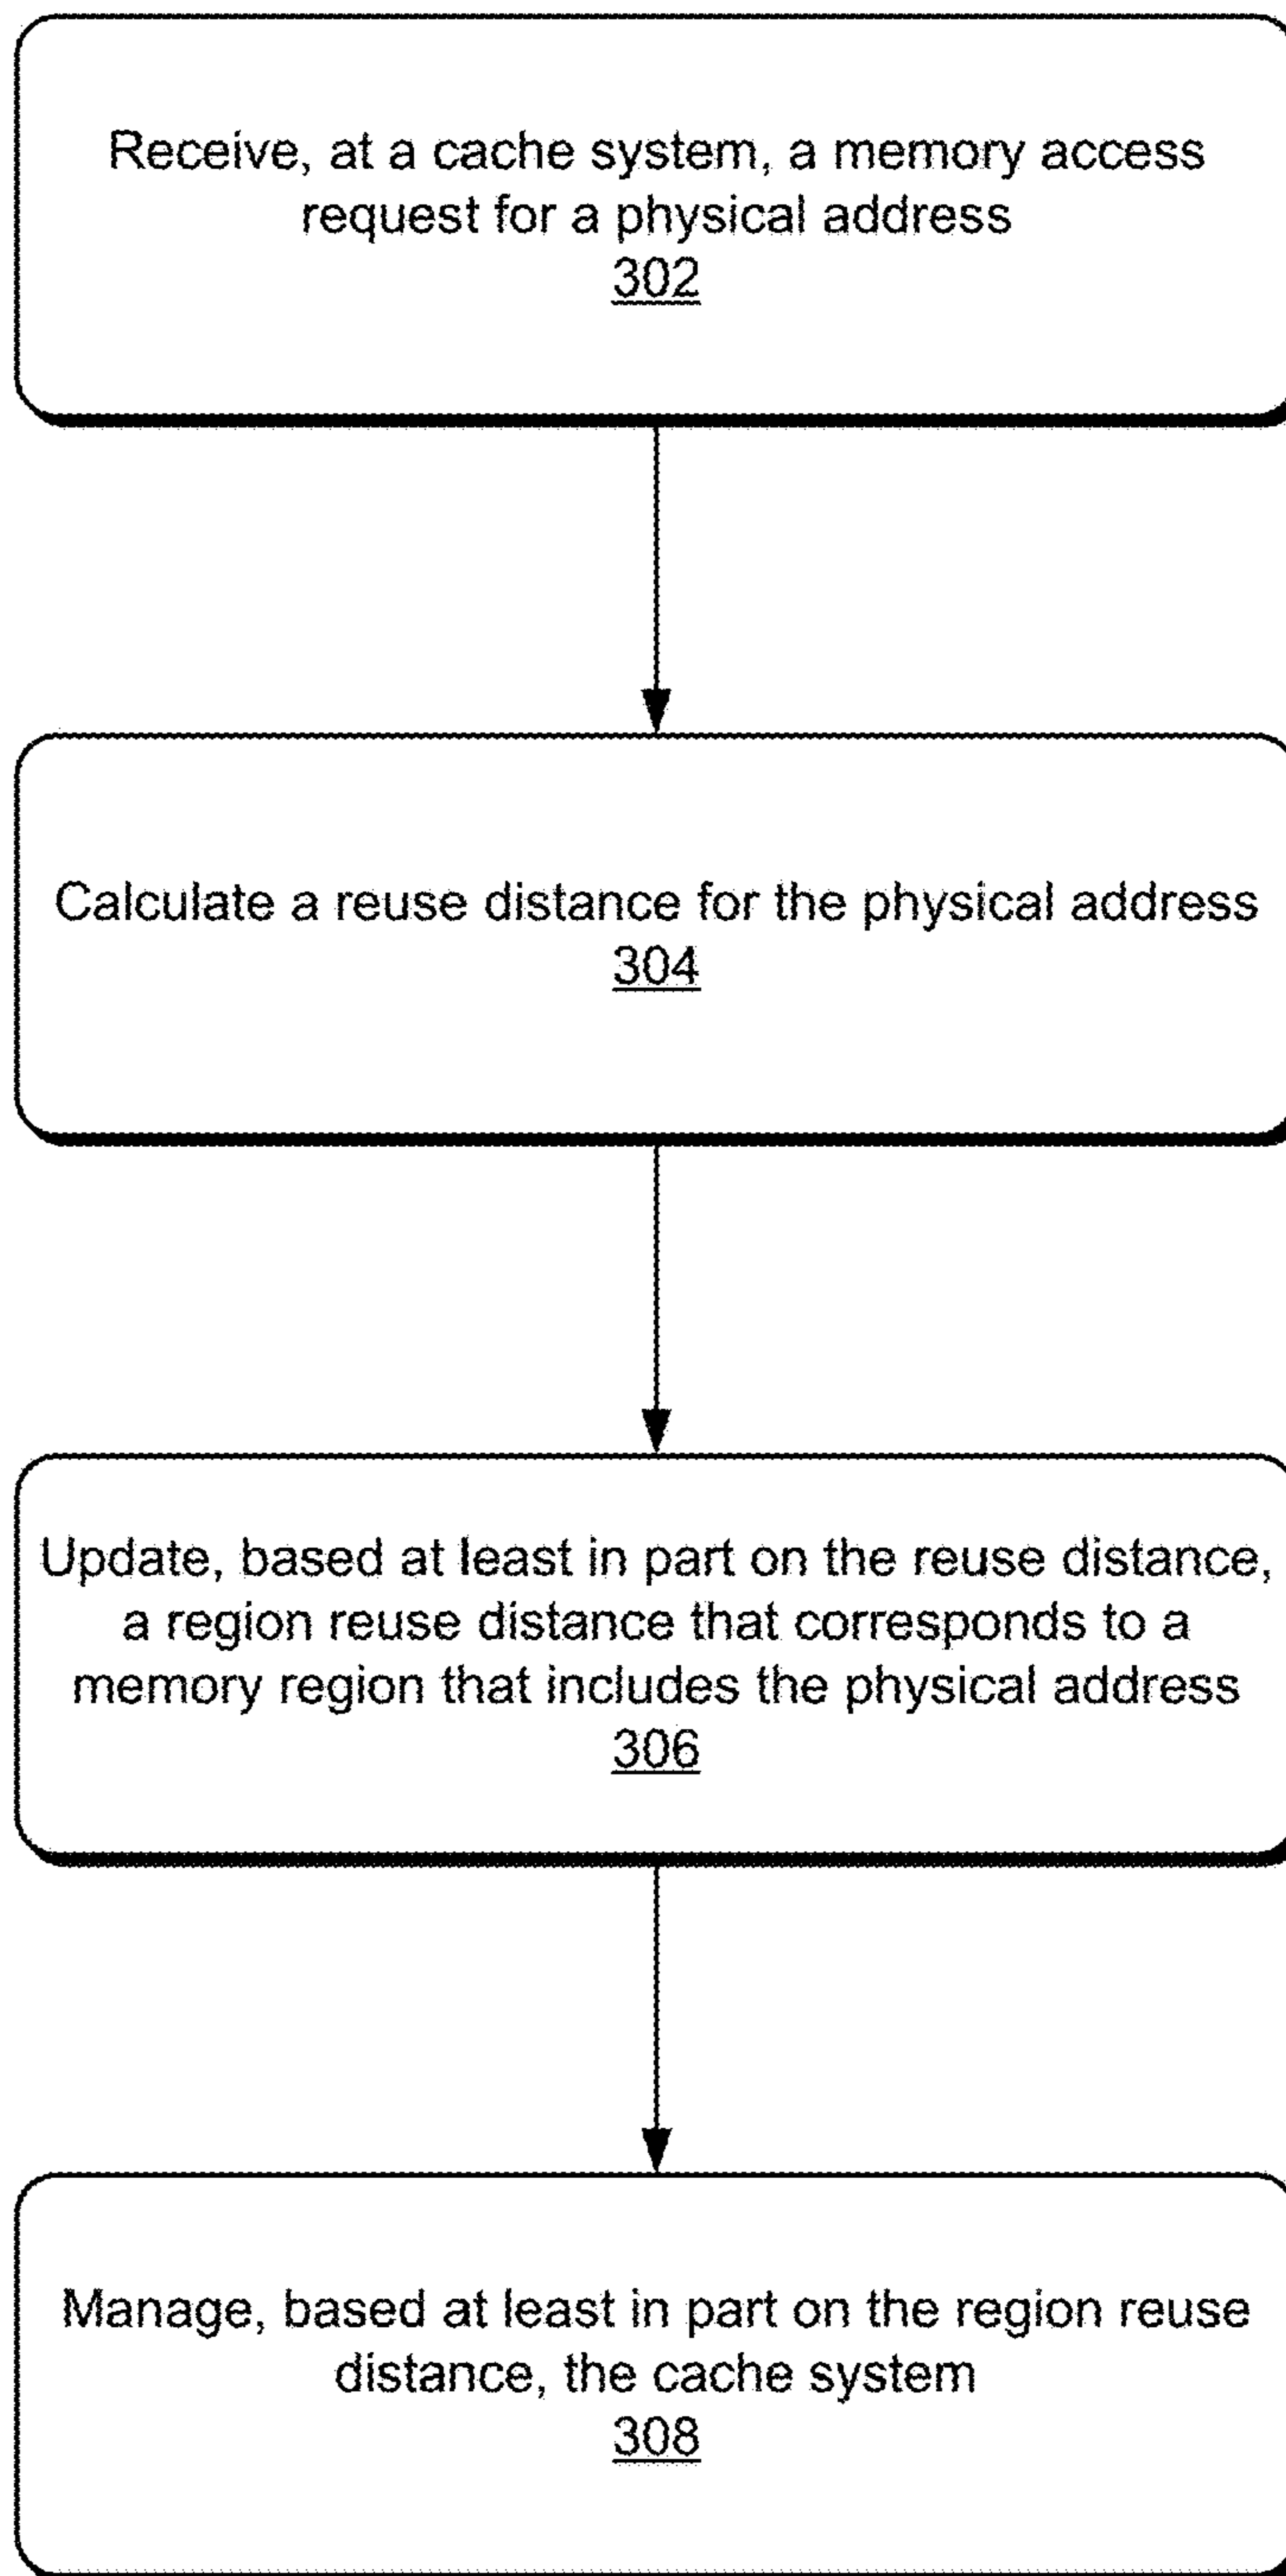 Receive, at a cache system, a memory access
request for a physical address
302
Calculate a reuse distance for the physical address
304
Update, based at least in part on the reuse distance,
a region reuse distance that corresponds to a
memory region that includes the physical address
306
Manage, based at least in part on the region reuse
distance, the cache system
308